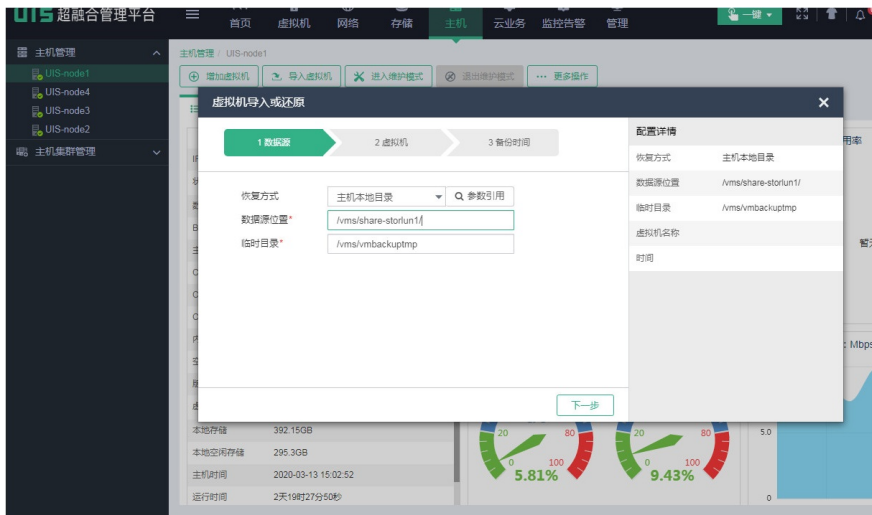 UIS 超融合管理平台
首页 虚拟机 网络 存储 主机 云业务 监控告警 管理 一键
主机管理
UIS-node1
UIS-node4
UIS-node3
UIS-node2
主机集群管理
主机管理 / UIS-node1
增加虚拟机 导入虚拟机 进入维护模式 退出维护模式 ··· 更多操作
虚拟机导入或还原
1 数据源 2 虚拟机 3 备份时间
恢复方式 主机本地目录 参数引用
数据源位置* /vms/share-storlun1/
临时目录* /vms/vmbackuptmp
下一步
配置详情
恢复方式 主机本地目录
数据源位置 /vms/share-storlun1/
临时目录 /vms/vmbackuptmp
虚拟机名称
时间
用率
: Mbps
本地存储 392.15GB
本地空闲存储 295.3GB
主机时间 2020-03-13 15:02:52
运行时间 2天19时27分50秒
20 80 0 100
5.81%
20 80 0 100
9.43%
5.0
0